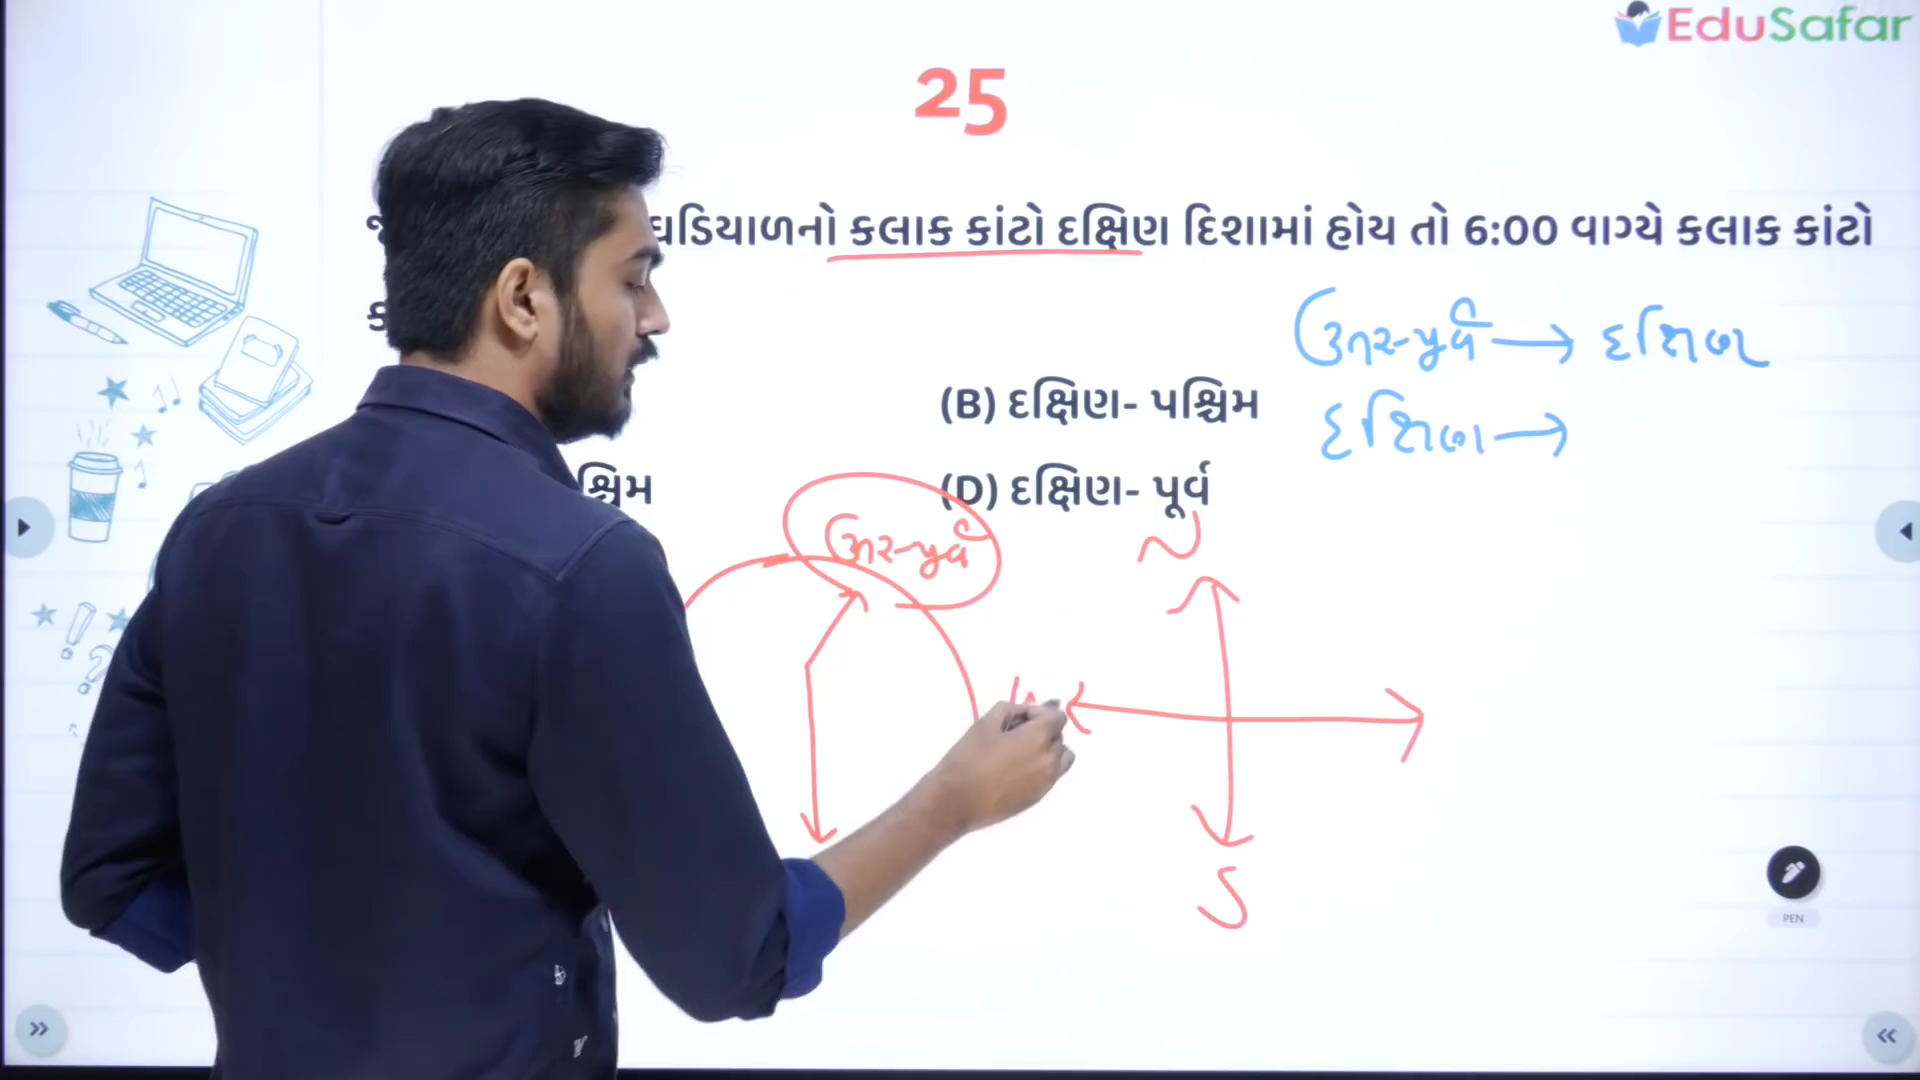 EduSafar
25
ઘડિયાળનો કલાક કાંટો દક્ષિણ દિશામાં હોય તો 6:00 વાગ્યે કલાક કાંટો
ઉત્તર-પૂર્વ → દક્ષિણ
(B) દક્ષિણ- પશ્ચિમ
દક્ષિણ →
શ્ચિમ
(D) દક્ષિણ- પૂર્વ
ઉત્તર-પૂર્વ
N
S
PEN